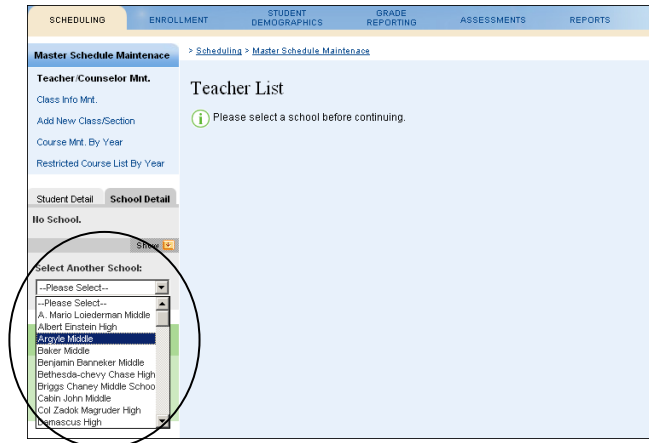 SCHEDULING
ENROLLMENT
STUDENT
DEMOGRAPHICS
GRADE
REPORTING
ASSESSMENTS
REPORTS
Master Schedule Maintenace
> Scheduling > Master Schedule Maintenace
Teacher/Counselor Mnt.
Class Info Mnt.
Add New Class/Section
Course Mnt. By Year
Restricted Course List By Year
Teacher List
Please select a school before continuing.
Student Detail
School Detail
No School.
Show
Select Another School:
--Please Select--
--Please Select--
A. Mario Loiederman Middle
Albert Einstein High
Argyle Middle
Baker Middle
Benjamin Banneker Middle
Bethesda-chevy Chase High
Briggs Chaney Middle Schoo
Cabin John Middle
Col Zadok Magruder High
Damascus High